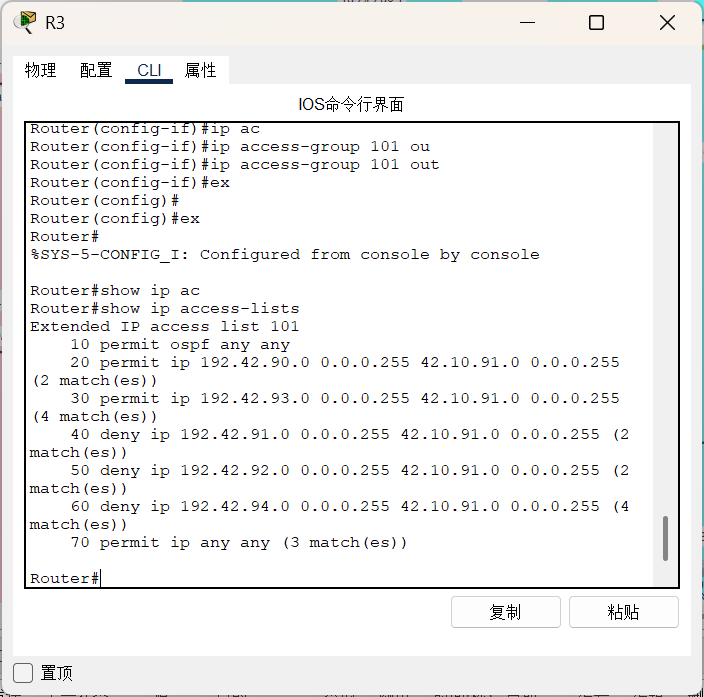 R3
物理 配置 CLI 属性
IOS命令行界面
Router(config-if)#ip ac
Router(config-if)#ip access-group 101 ou
Router(config-if)#ip access-group 101 out
Router(config-if)#ex
Router(config)#
Router(config)#ex
Router#
%SYS-5-CONFIG_I: Configured from console by console
Router#show ip ac
Router#show ip access-lists
Extended IP access list 101
10 permit ospf any any
20 permit ip 192.42.90.0 0.0.0.255 42.10.91.0 0.0.0.255
(2 match(es))
30 permit ip 192.42.93.0 0.0.0.255 42.10.91.0 0.0.0.255
(4 match(es))
40 deny ip 192.42.91.0 0.0.0.255 42.10.91.0 0.0.0.255 (2
match(es))
50 deny ip 192.42.92.0 0.0.0.255 42.10.91.0 0.0.0.255 (2
match(es))
60 deny ip 192.42.94.0 0.0.0.255 42.10.91.0 0.0.0.255 (4
match(es))
70 permit ip any any (3 match(es))
Router#
复制 粘贴
置顶